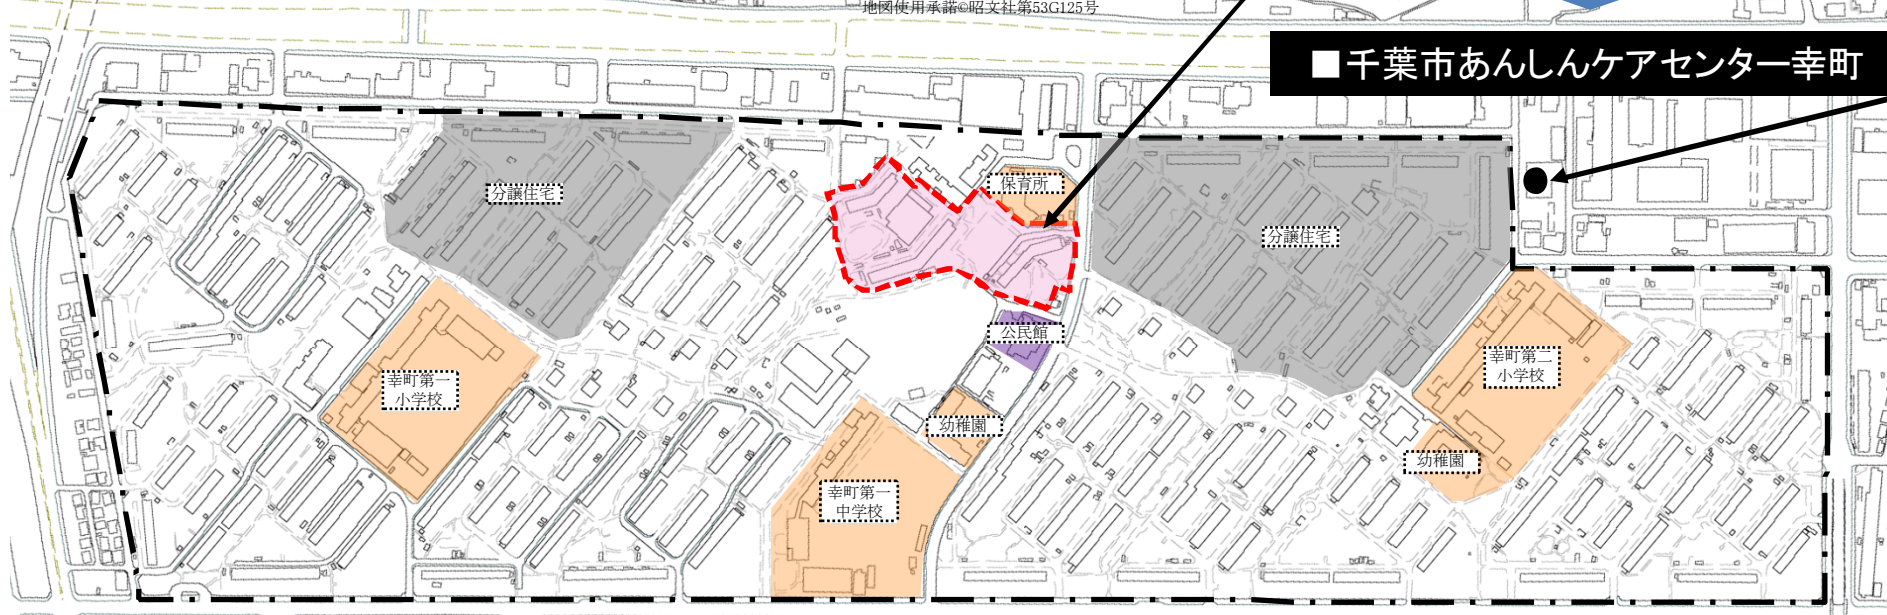 地図使用承諾©昭文社第53G125号
■千葉市あんしんケアセンター幸町
保育所
分譲住宅
分譲住宅
公民館
幸町第二
小学校
幸町第一
小学校
幼稚園
幼稚園
幸町第一
中学校